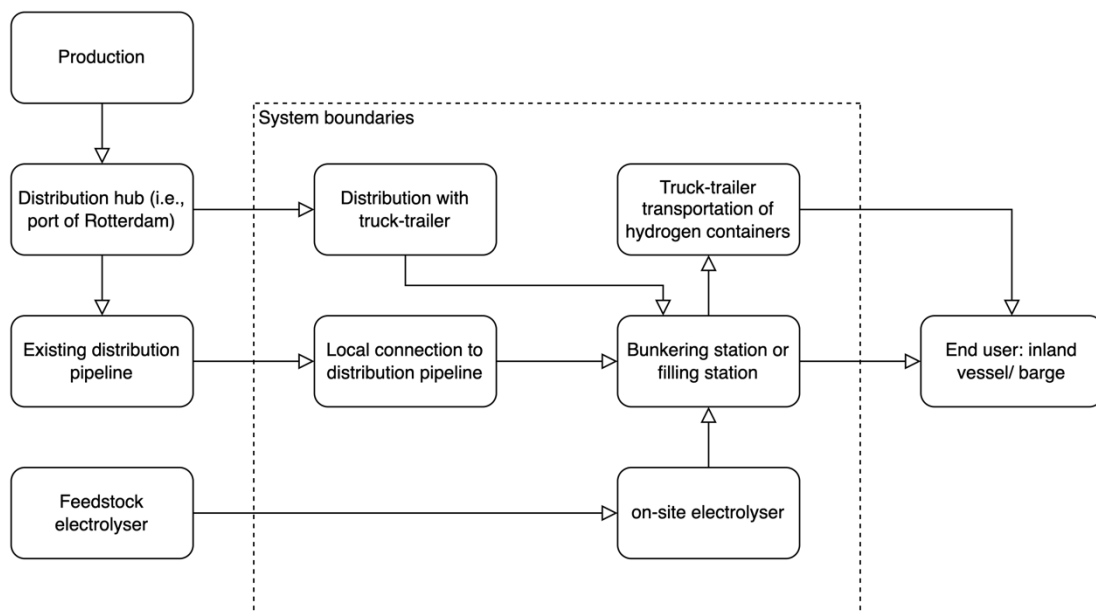 Production
System boundaries
Distribution hub (i.e.,
port of Rotterdam)
Distribution with
truck-trailer
Truck-trailer
transportation of
hydrogen containers
Existing distribution
pipeline
Local connection to
distribution pipeline
Bunkering station or
filling station
End user: inland
vessel/ barge
Feedstock
electrolyser
on-site electrolyser